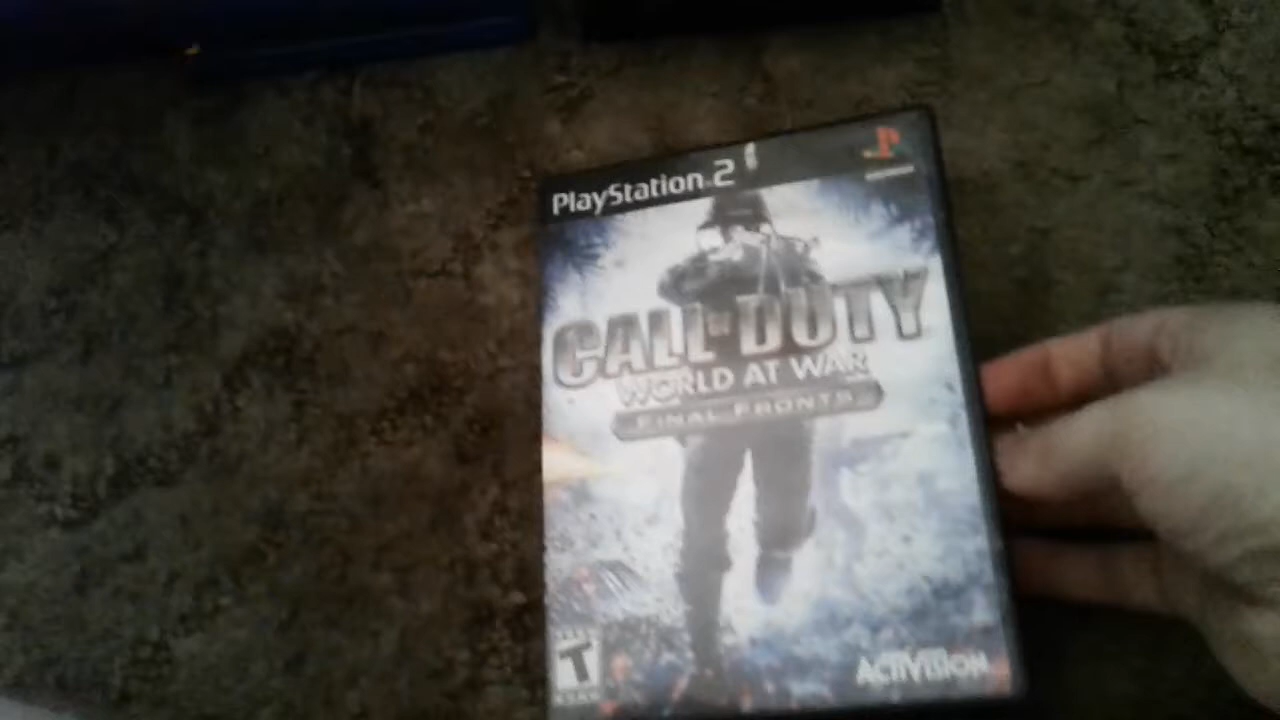 PlayStation.2
CALL OF DUTY
WORLD AT WAR
FINAL FRONTS
T
ACTIVISION